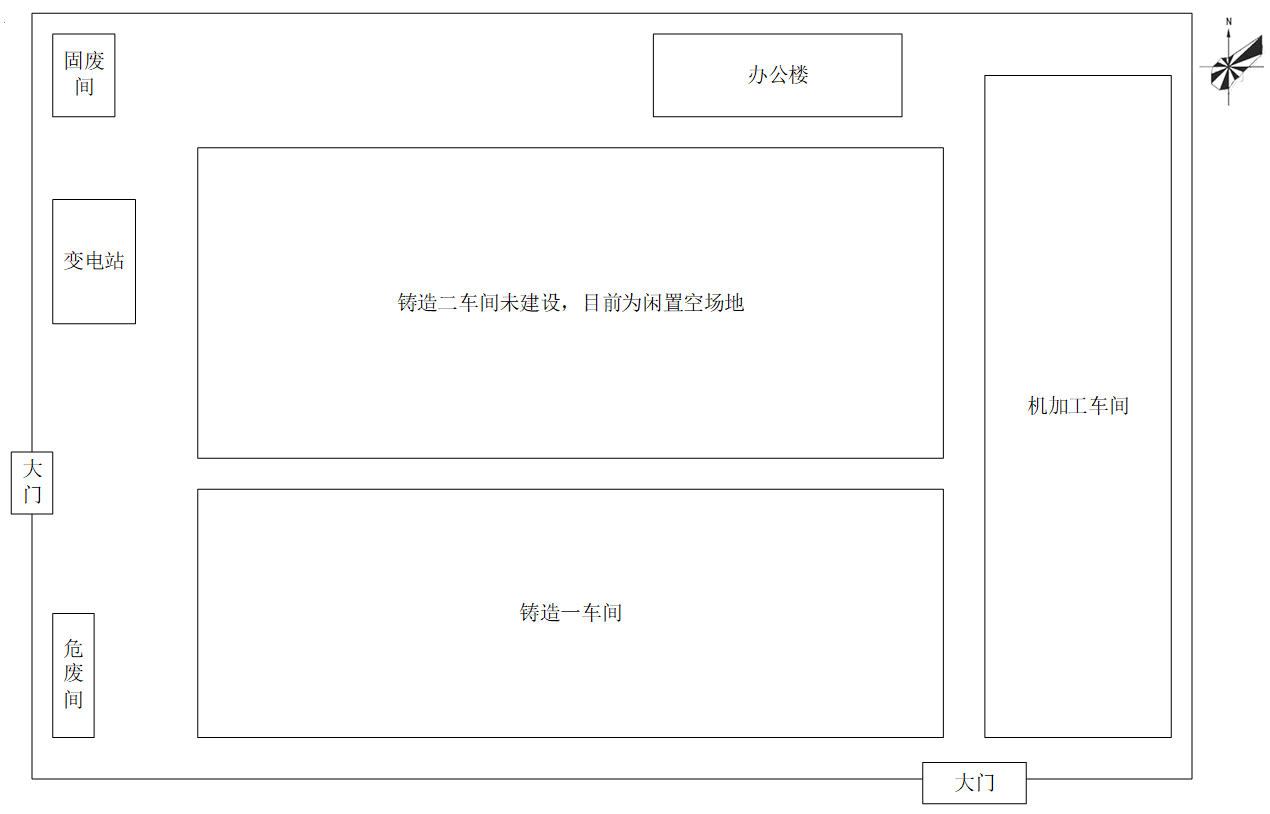 N
固废
间
办公楼
变电站
铸造二车间未建设，目前为闲置空场地
机加工车间
大
门
铸造一车间
危
废
间
大门